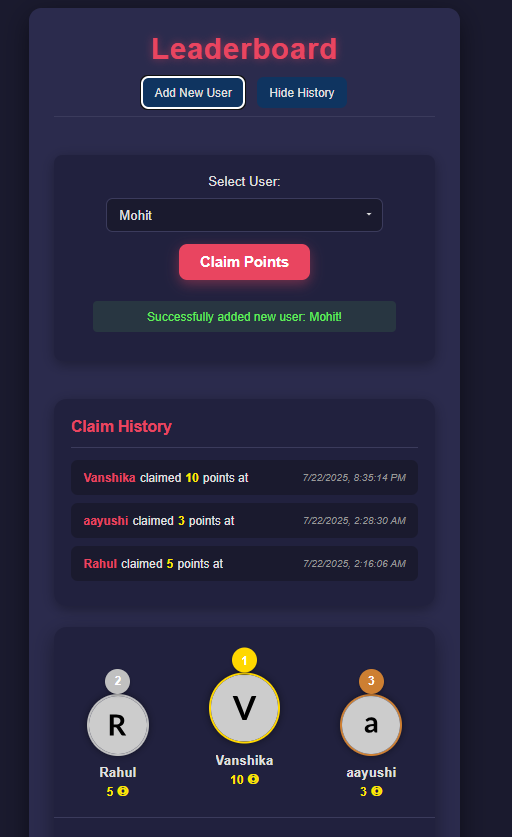 Leaderboard
Add New User Hide History
Select User:
Mohit
Claim Points
Successfully added new user: Mohit!
Claim History
Vanshika claimed 10 points at 7/22/2025, 8:35:14 PM
aayushi claimed 3 points at 7/22/2025, 2:28:30 AM
Rahul claimed 5 points at 7/22/2025, 2:16:06 AM
1
2 3
V
R a
Vanshika
Rahul aayushi
10
5 3